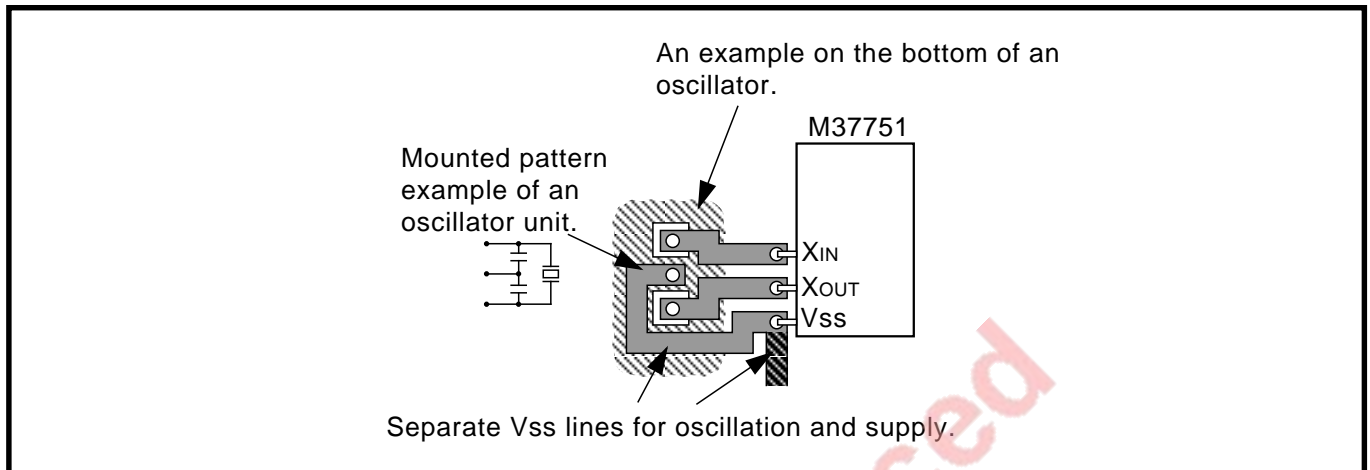 An example on the bottom of an
oscillator.
M37751
Mounted pattern
example of an
oscillator unit.
XIN
XOUT
Vss
Separate Vss lines for oscillation and supply.